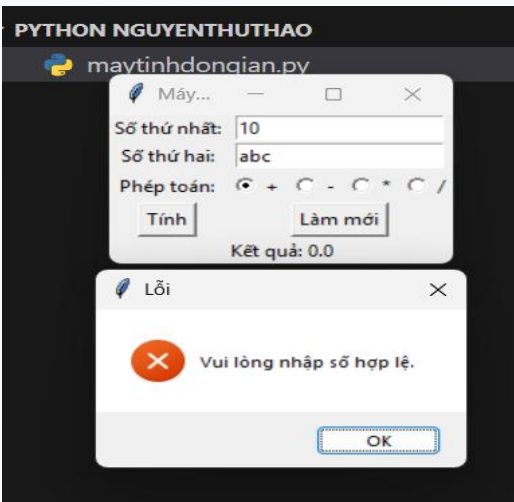 PYTHON NGUYENTHUTHAO
maytinhdongian.py
Máy...
Số thứ nhất: 10
Số thứ hai: abc
Phép toán: + - * /
Tính Làm mới
Kết quả: 0.0
Lỗi
Vui lòng nhập số hợp lệ.
OK